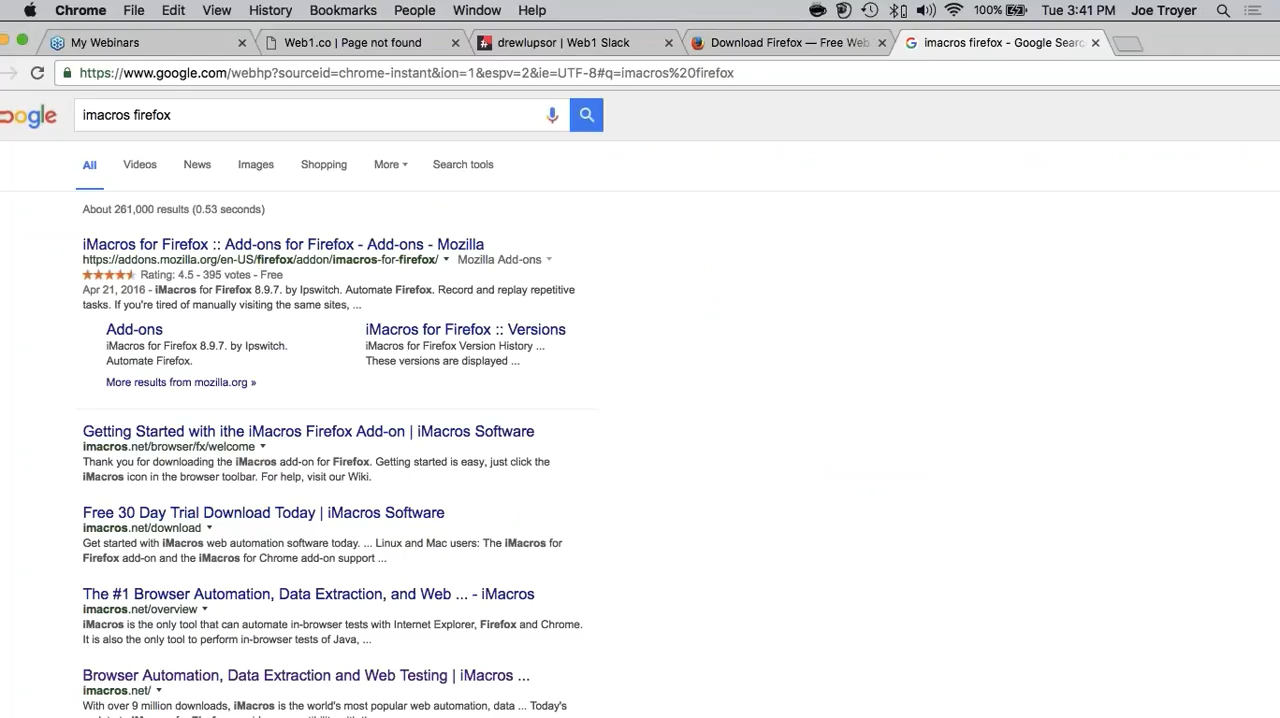 Chrome File Edit View History Bookmarks People Window Help 100% Tue 3:41 PM Joe Troyer
My Webinars Web1.co | Page not found drewlupsor | Web1 Slack Download Firefox — Free Web imacros firefox - Google Searc
https://www.google.com/webhp?sourceid=chrome-instant&ion=1&espv=2&ie=UTF-8#q=imacros%20firefox
oogle imacros firefox
All Videos News Images Shopping More Search tools
About 261,000 results (0.53 seconds)
iMacros for Firefox :: Add-ons for Firefox - Add-ons - Mozilla
https://addons.mozilla.org/en-US/firefox/addon/imacros-for-firefox/ Mozilla Add-ons
Rating: 4.5 - 395 votes - Free
Apr 21, 2016 - iMacros for Firefox 8.9.7. by Ipswitch. Automate Firefox. Record and replay repetitive
tasks. If you're tired of manually visiting the same sites, ...
Add-ons
iMacros for Firefox 8.9.7. by Ipswitch.
Automate Firefox.
iMacros for Firefox :: Versions
iMacros for Firefox Version History ...
These versions are displayed ...
More results from mozilla.org »
Getting Started with ithe iMacros Firefox Add-on | iMacros Software
imacros.net/browser/fx/welcome
Thank you for downloading the iMacros add-on for Firefox. Getting started is easy, just click the
iMacros icon in the browser toolbar. For help, visit our Wiki.
Free 30 Day Trial Download Today | iMacros Software
imacros.net/download
Get started with iMacros web automation software today. ... Linux and Mac users: The iMacros for
Firefox add-on and the iMacros for Chrome add-on support ...
The #1 Browser Automation, Data Extraction, and Web ... - iMacros
imacros.net/overview
iMacros is the only tool that can automate in-browser tests with Internet Explorer, Firefox and Chrome.
It is also the only tool to perform in-browser tests of Java, ...
Browser Automation, Data Extraction and Web Testing | iMacros ...
imacros.net/
With over 9 million downloads, iMacros is the world's most popular web automation, data ... Today's